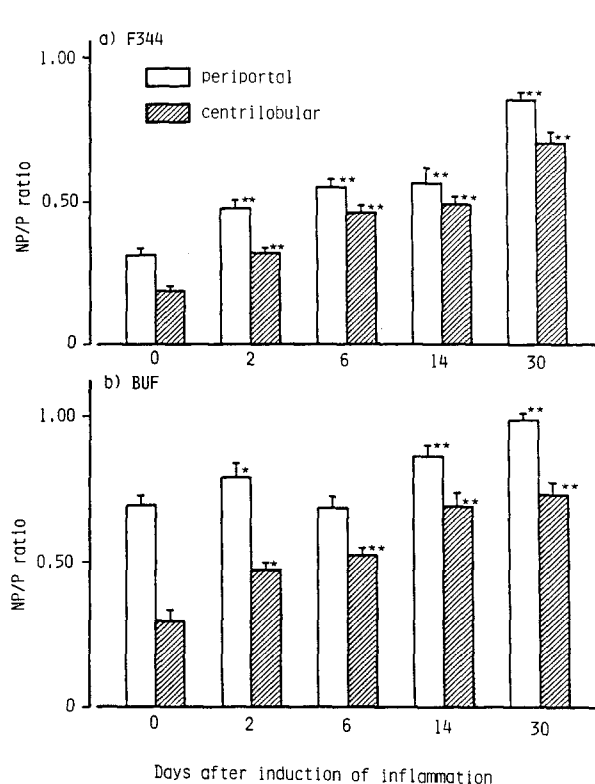 a) F344
1.00
periportal
centrilobular
**
**
0.50
**
**
**
**
**
**
NP/P ratio
0
0 2 6 14 30
b) BUF
1.00
*
*
**
**
**
**
**
0.50
NP/P ratio
0
0 2 6 14 30
Days after induction of inflammation